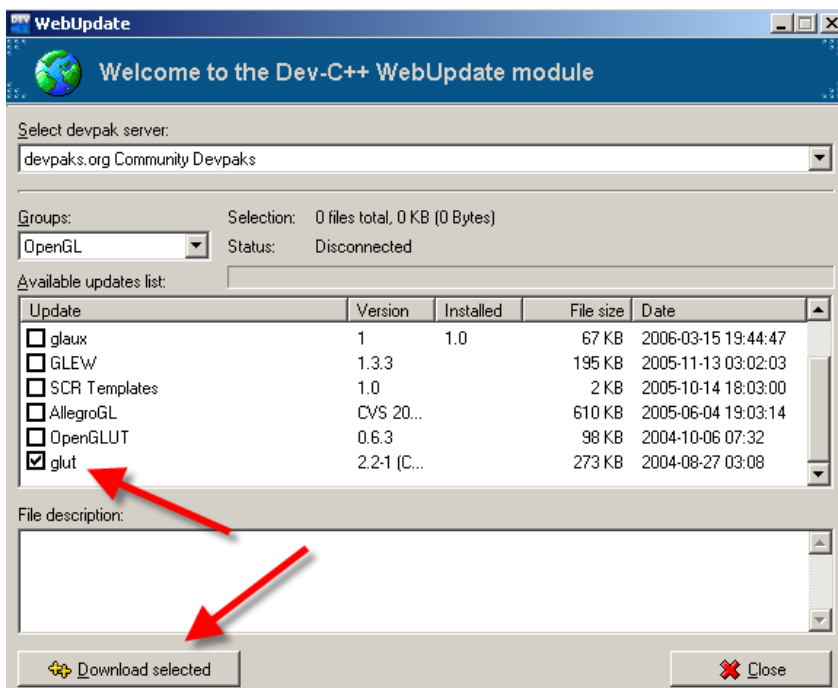 WebUpdate
Welcome to the Dev-C++ WebUpdate module
Select devpak server:
devpaks.org Community Devpaks
Groups: Selection: 0 files total, 0 KB (0 Bytes)
OpenGL Status: Disconnected
Available updates list:
Update Version Installed File size Date
glaux 1 1.0 67 KB 2006-03-15 19:44:47
GLEW 1.3.3 195 KB 2005-11-13 03:02:03
SCR Templates 1.0 2 KB 2005-10-14 18:03:00
AllegroGL CVS 20... 610 KB 2005-06-04 19:03:14
OpenGLUT 0.6.3 98 KB 2004-10-06 07:32
glut 2.2-1 (C... 273 KB 2004-08-27 03:08
File description:
Download selected Close